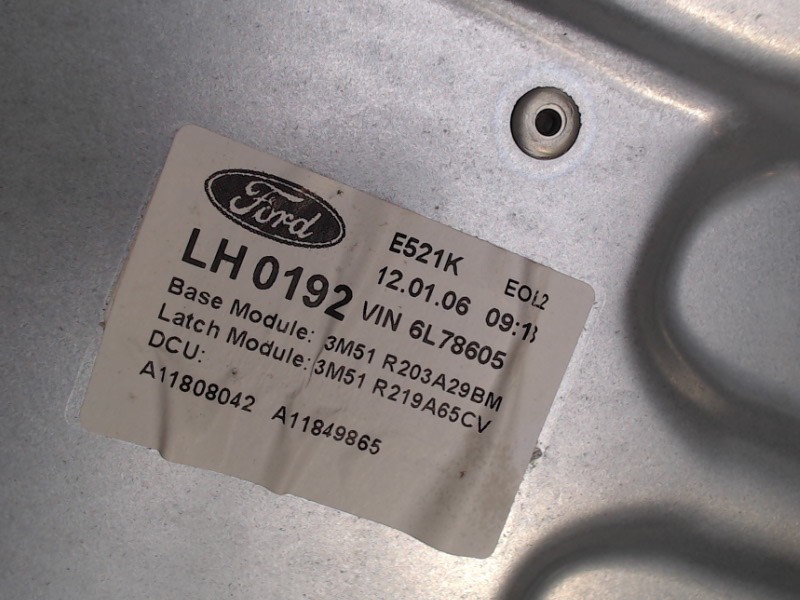 Ford
E521K
EOL2
LH 0192
12.01.06 09:18
VIN 6L78605
Base Module: 3M51 R203A29BM
Latch Module: 3M51 R219A65CV
DCU:
A11808042 A11849865